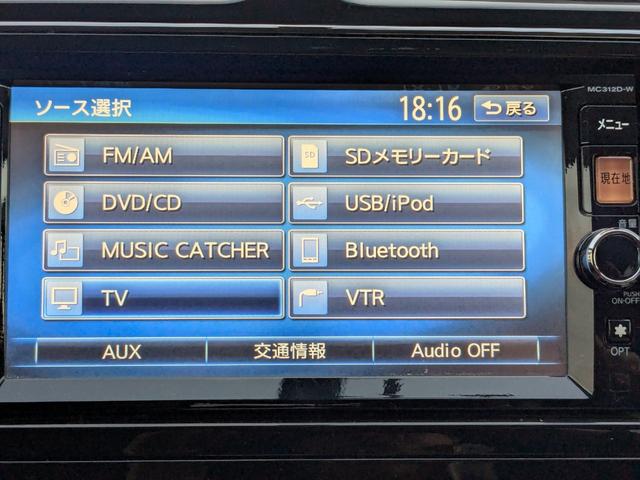 MC312D-W
ソース選択
18:16
戻る
メニュー
FM/AM
SD
SDメモリーカード
DVD/CD
USB/iPod
現在地
MUSIC CATCHER
Bluetooth
音量
TV
VTR
PUSH
ON·OFF
AUX
交通情報
Audio OFF
OPT